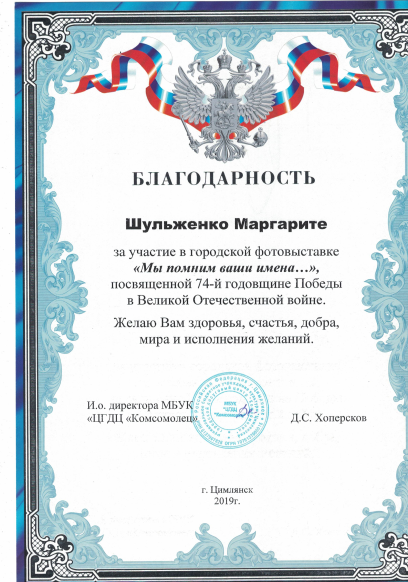 БЛАГОДАРНОСТЬ
Шульженко Маргарите
за участие в городской фотовыставке
«Мы помним ваши имена…»,
посвященной 74-й годовщине Победы
в Великой Отечественной войне.
Желаю Вам здоровья, счастья, добра,
мира и исполнения желаний.
И.о. директора МБУК
«ЦГДЦ «Комсомолец» Д.С. Хоперсков
г. Цимлянск
2019г.